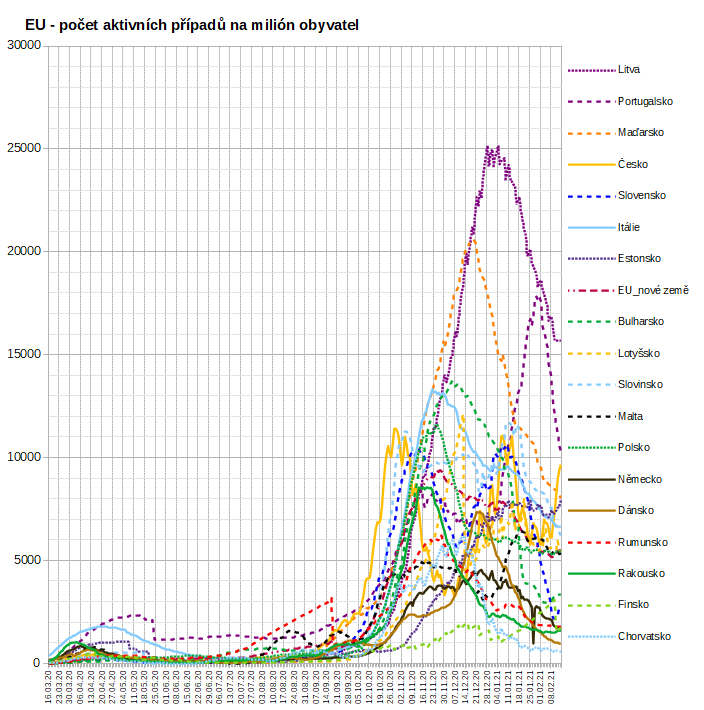 EU - počet aktivních případů na milión obyvatel
30000
25000
20000
15000
10000
5000
0
Litva
Portugalsko
Maďarsko
Česko
Slovensko
Itálie
Estonsko
EU_nové země
Bulharsko
Lotyšsko
Slovinsko
Malta
Polsko
Německo
Dánsko
Rumunsko
Rakousko
Finsko
Chorvatsko
16.03.20
23.03.20
30.03.20
06.04.20
13.04.20
20.04.20
27.04.20
04.05.20
11.05.20
18.05.20
25.05.20
01.06.20
08.06.20
15.06.20
22.06.20
29.06.20
06.07.20
13.07.20
20.07.20
27.07.20
03.08.20
10.08.20
17.08.20
24.08.20
31.08.20
07.09.20
14.09.20
21.09.20
28.09.20
05.10.20
12.10.20
19.10.20
26.10.20
02.11.20
09.11.20
16.11.20
23.11.20
30.11.20
07.12.20
14.12.20
21.12.20
28.12.20
04.01.21
11.01.21
18.01.21
25.01.21
01.02.21
08.02.21